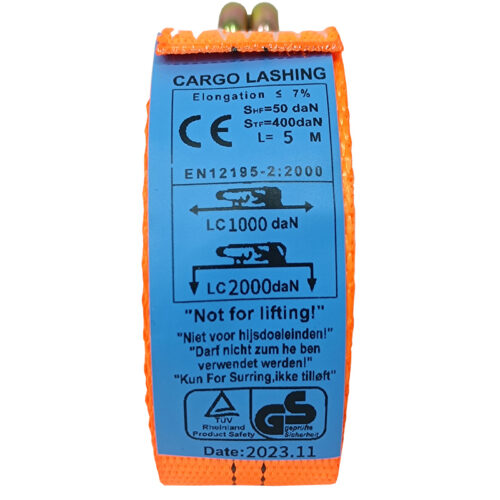 CARGO LASHING
Elongation ≤ 7%
CE
SHF=50 daN
STF=400daN
L= 5 M
EN12195-2:2000
LC1000 daN
LC2000daN
"Not for lifting!"
"Niet voor hijsdoeleinden!"
"Darf nicht zum he ben
verwendet werden!"
"Kun For Surring,ikke tilløft"
TÜV
Rheinland
Product Safety
GS
geprüfte
Sicherheit
Date:2023.11